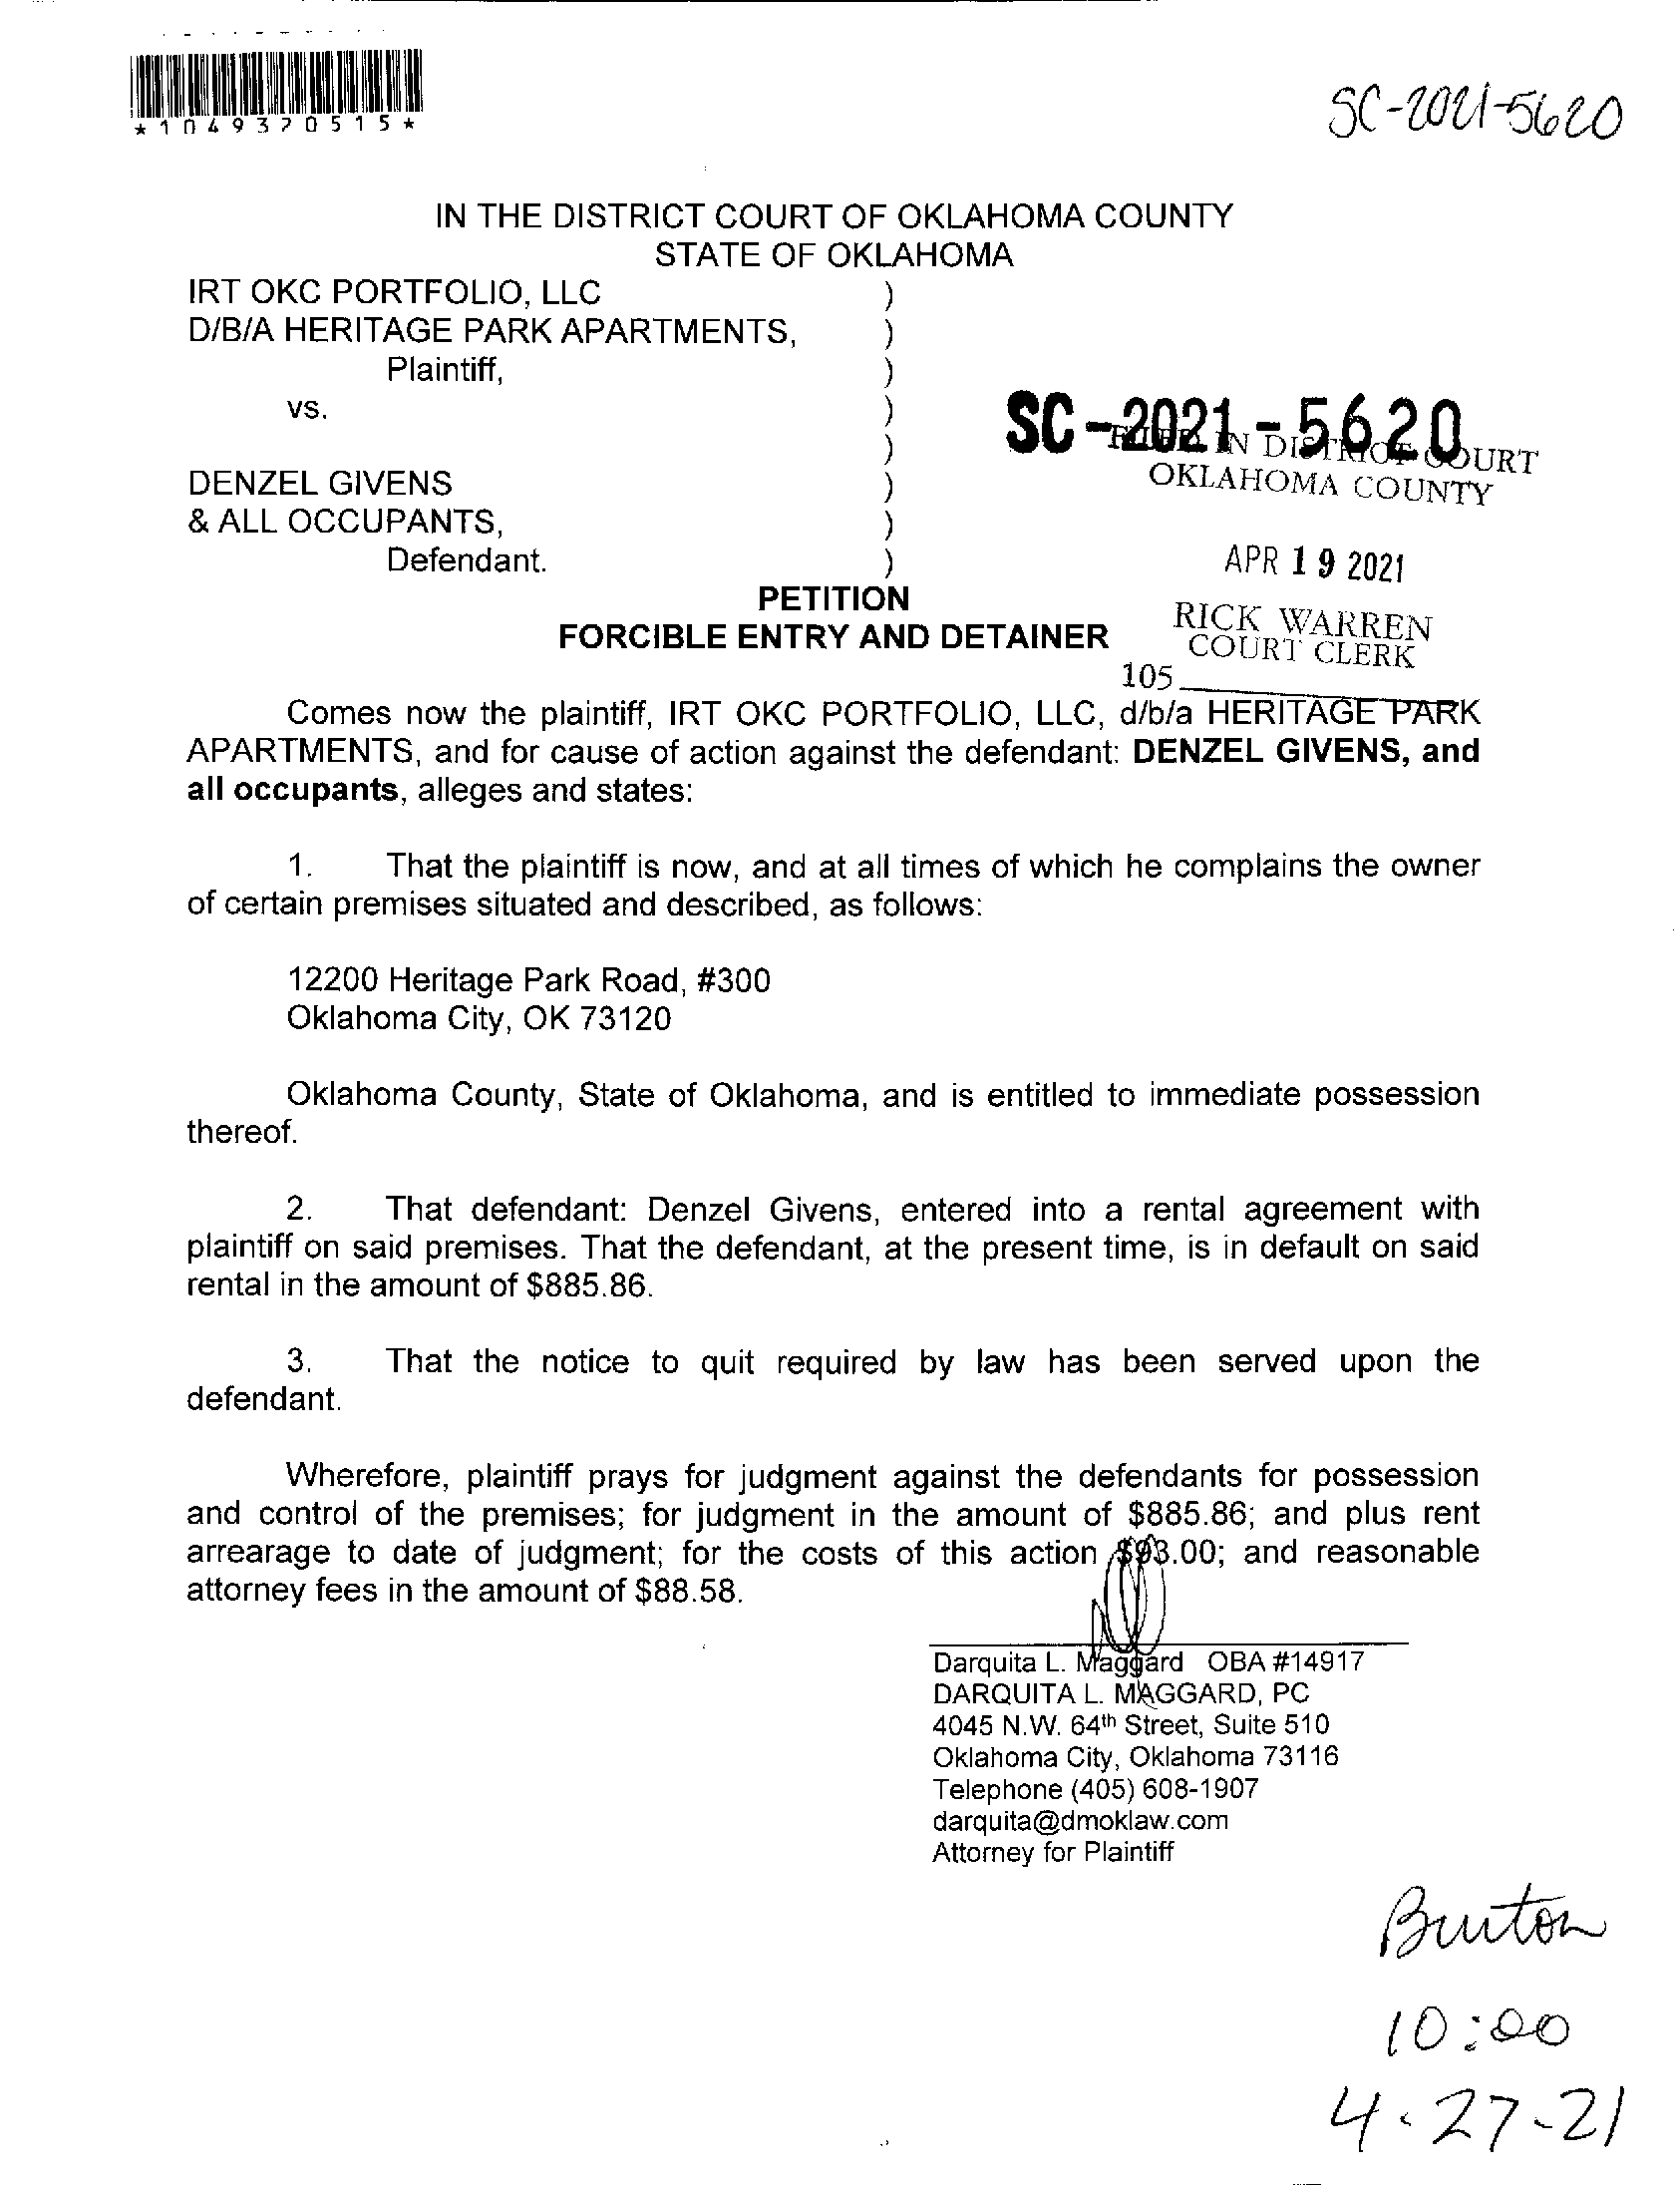 *1049370515*
SC-2021-5620
IN THE DISTRICT COURT OF OKLAHOMA COUNTY
STATE OF OKLAHOMA
IRT OKC PORTFOLIO, LLC )
D/B/A HERITAGE PARK APARTMENTS, )
Plaintiff, )
vs. )
)
DENZEL GIVENS )
& ALL OCCUPANTS, )
Defendant. )
SC-2021-5620
FILED IN DISTRICT COURT
OKLAHOMA COUNTY
APR 19 2021
RICK WARREN
COURT CLERK
105
PETITION
FORCIBLE ENTRY AND DETAINER
Comes now the plaintiff, IRT OKC PORTFOLIO, LLC, d/b/a HERITAGE PARK
APARTMENTS, and for cause of action against the defendant: DENZEL GIVENS, and
all occupants, alleges and states:
1. That the plaintiff is now, and at all times of which he complains the owner
of certain premises situated and described, as follows:
12200 Heritage Park Road, #300
Oklahoma City, OK 73120
Oklahoma County, State of Oklahoma, and is entitled to immediate possession
thereof.
2. That defendant: Denzel Givens, entered into a rental agreement with
plaintiff on said premises. That the defendant, at the present time, is in default on said
rental in the amount of $885.86.
3. That the notice to quit required by law has been served upon the
defendant.
Wherefore, plaintiff prays for judgment against the defendants for possession
and control of the premises; for judgment in the amount of $885.86; and plus rent
arrearage to date of judgment; for the costs of this action $93.00; and reasonable
attorney fees in the amount of $88.58.
Darquita L. Maggard OBA #14917
DARQUITA L. MAGGARD, PC
4045 N.W. 64th Street, Suite 510
Oklahoma City, Oklahoma 73116
Telephone (405) 608-1907
darquita@dmoklaw.com
Attorney for Plaintiff
Burton
10:00
4-27-21